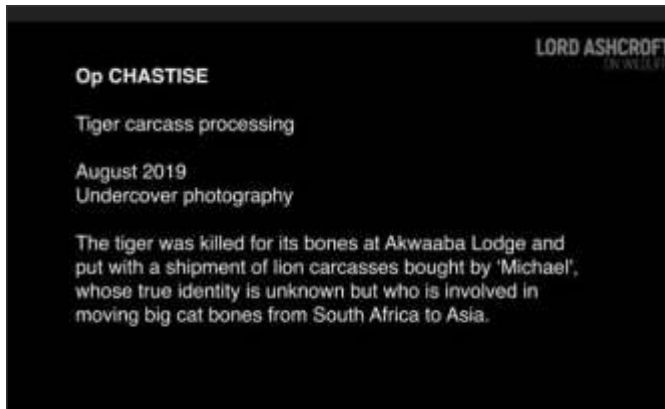 LORD ASHCROFT
ON WILDLIFE
Op CHASTISE
Tiger carcass processing
August 2019
Undercover photography
The tiger was killed for its bones at Akwaaba Lodge and
put with a shipment of lion carcasses bought by 'Michael',
whose true identity is unknown but who is involved in
moving big cat bones from South Africa to Asia.